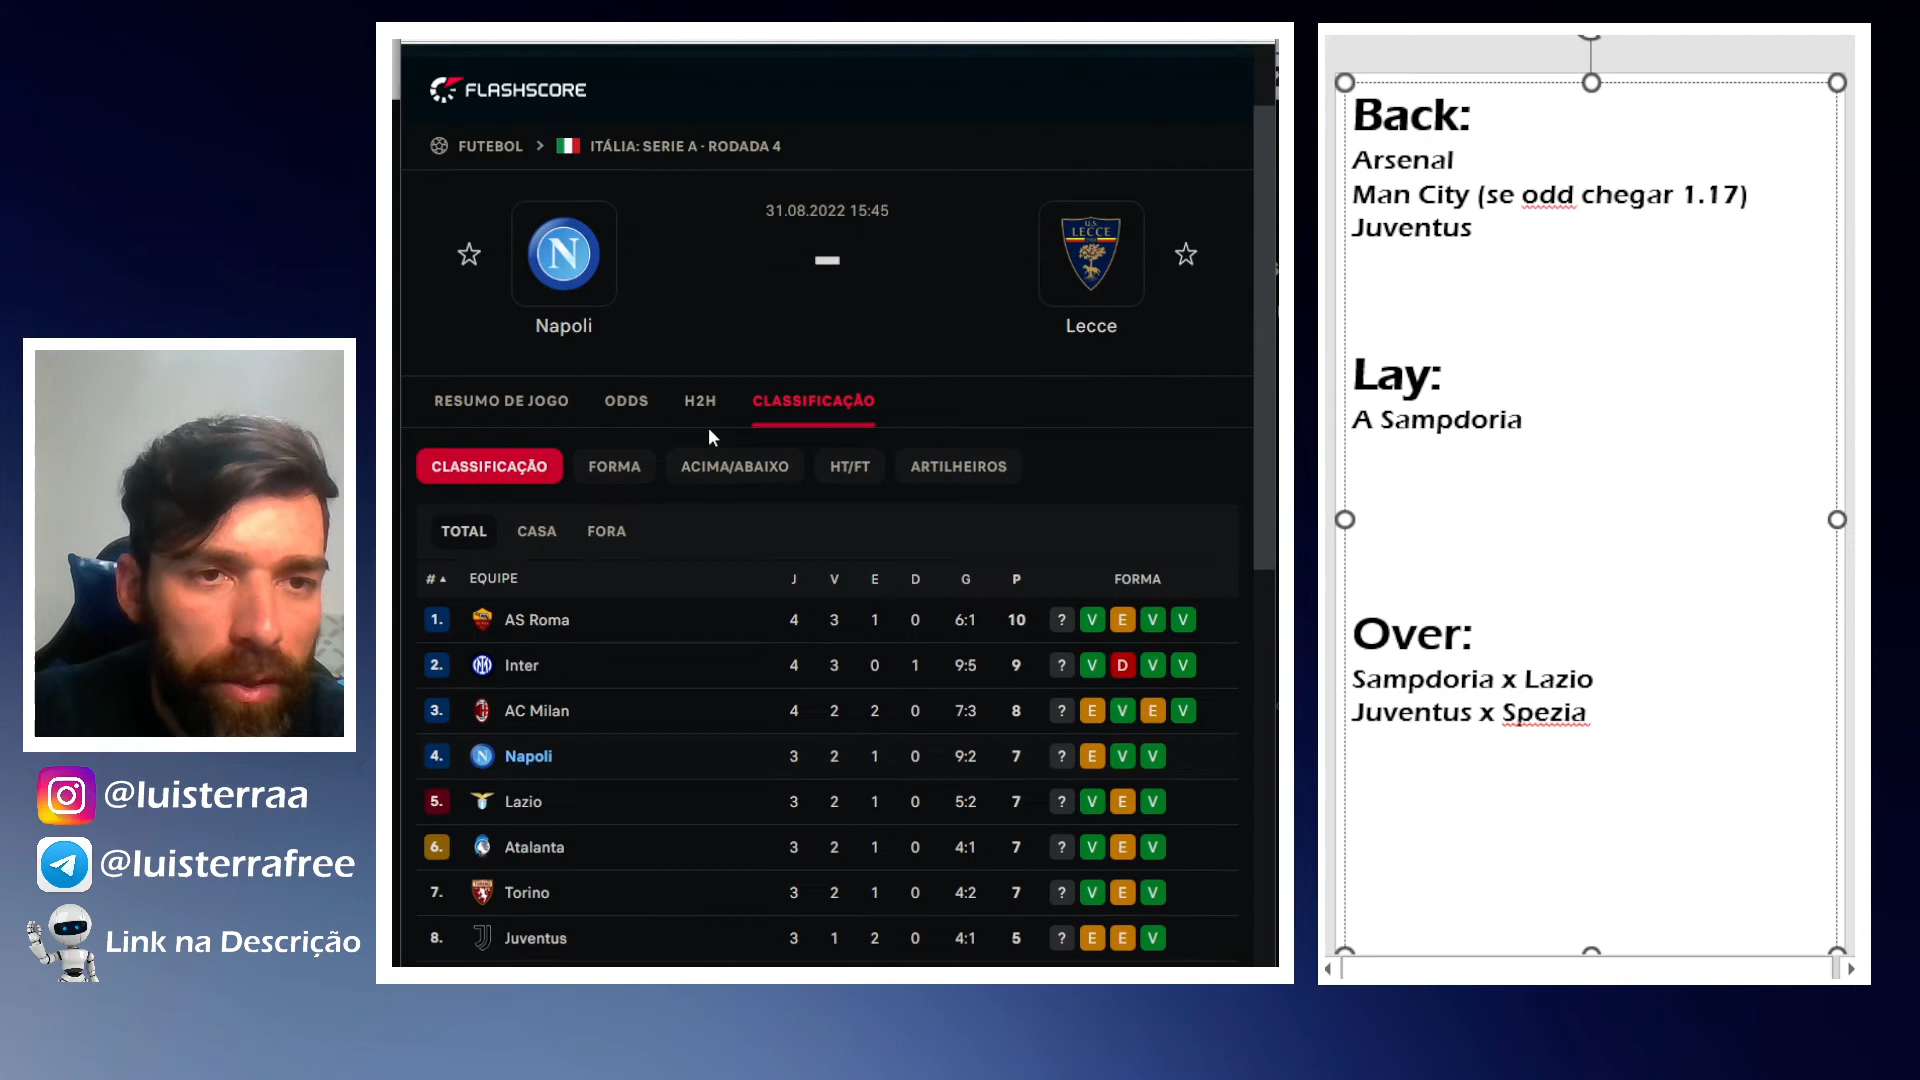 FLASHSCORE
FUTEBOL > ITÁLIA: SERIE A - RODADA 4
31.08.2022 15:45
U.S. LECCE
N
Napoli
Lecce
RESUMO DE JOGO ODDS H2H CLASSIFICAÇÃO
CLASSIFICAÇÃO FORMA ACIMA/ABAIXO HT/FT ARTILHEIROS
TOTAL CASA FORA
# EQUIPE J V E D G P FORMA
1. AS Roma 4 3 1 0 6:1 10 ? V E V V
2. Inter 4 3 0 1 9:5 9 ? V D V V
3. AC Milan 4 2 2 0 7:3 8 ? E V E V
4. Napoli 3 2 1 0 9:2 7 ? E V V
5. Lazio 3 2 1 0 5:2 7 ? V E V
6. Atalanta 3 2 1 0 4:1 7 ? V E V
7. Torino 3 2 1 0 4:2 7 ? V E V
8. Juventus 3 1 2 0 4:1 5 ? E E V
Back:
Arsenal
Man City (se odd chegar 1.17)
Juventus
Lay:
A Sampdoria
Over:
Sampdoria x Lazio
Juventus x Spezia
@luisterraa
@luisterrafree
Link na Descrição